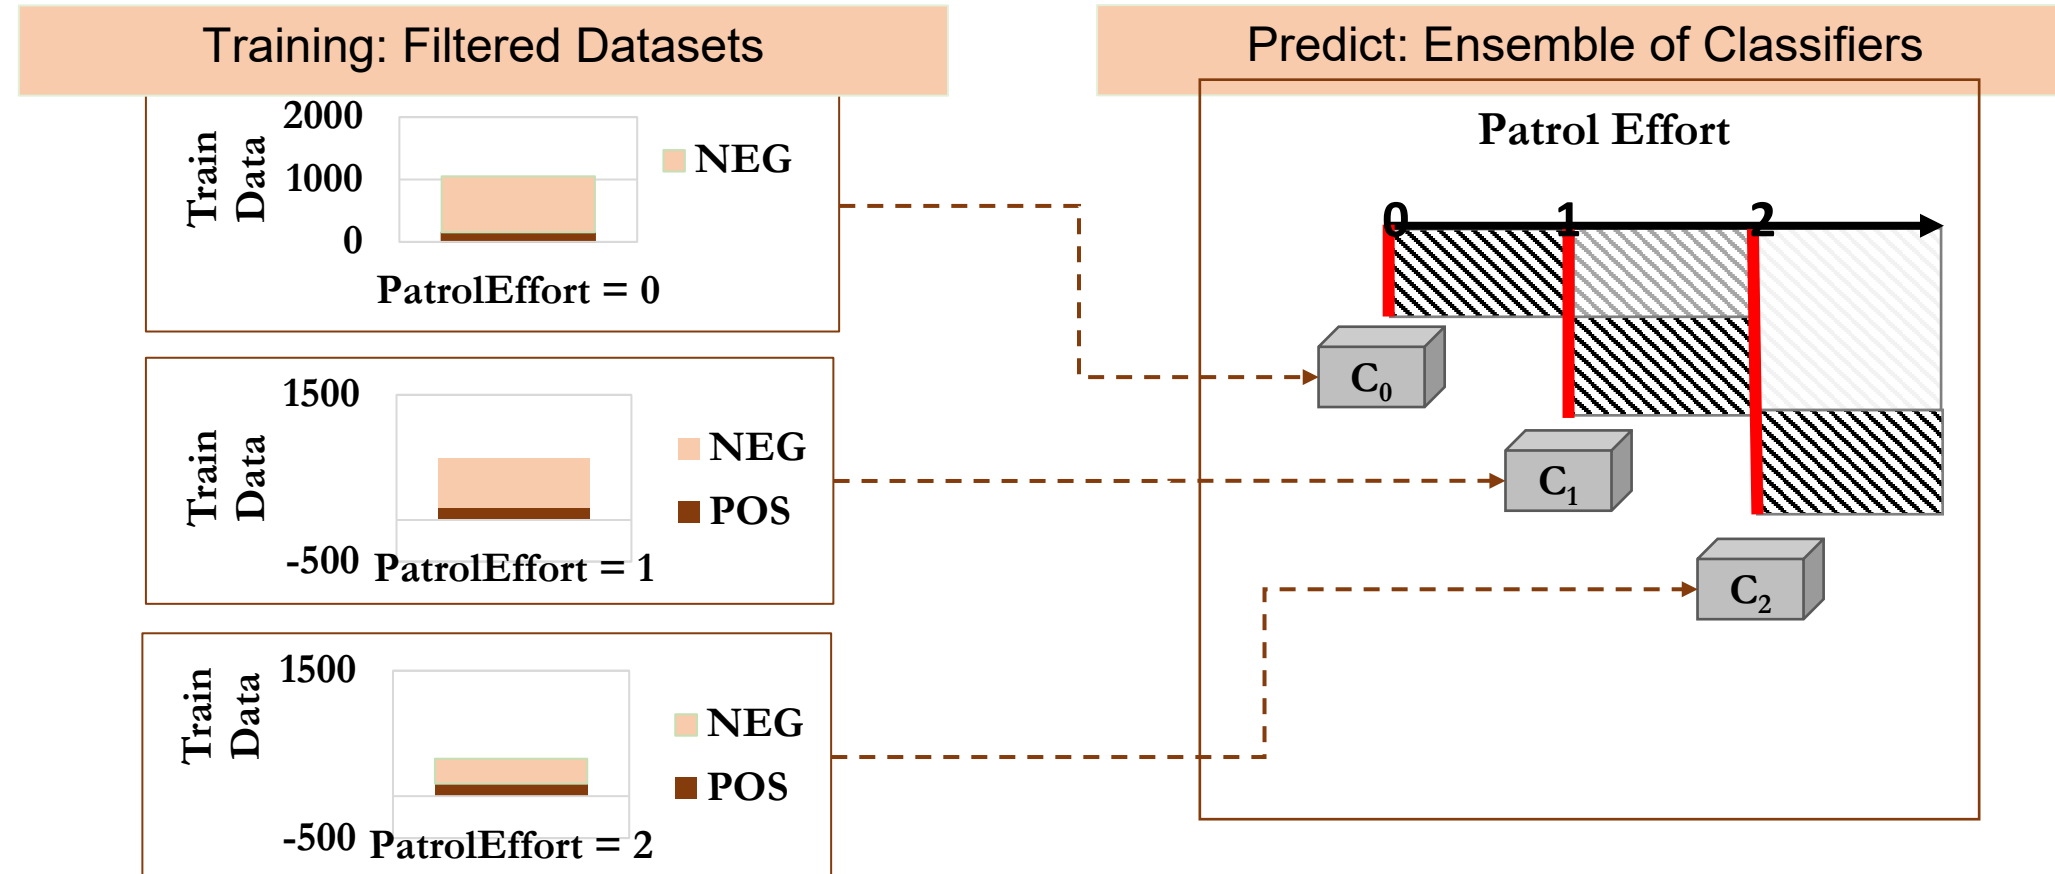 Training: Filtered Datasets
Train
Data
2000
1000
0
NEG
PatrolEffort = 0
Train
Data
1500
-500
NEG
POS
PatrolEffort = 1
Train
Data
1500
-500
NEG
POS
PatrolEffort = 2
Predict: Ensemble of Classifiers
Patrol Effort
0 1 2
C₀
C₁
C₂